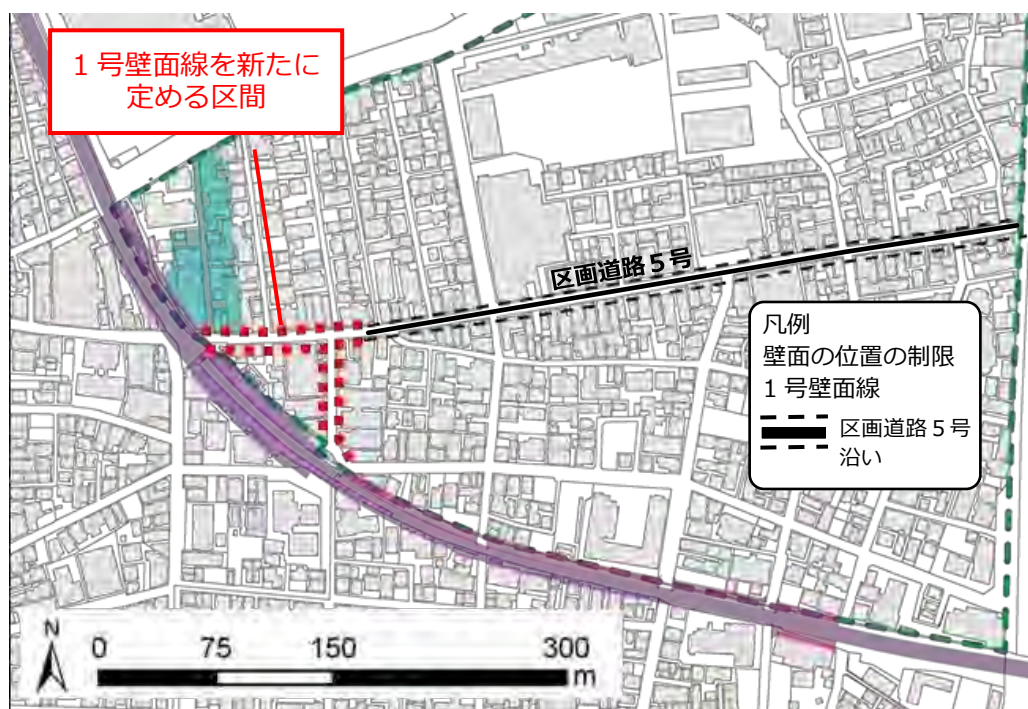 １号壁面線を新たに
定める区間
区画道路５号
凡例
壁面の位置の制限
１号壁面線
区画道路５号
沿い
N
0 75 150 300
m